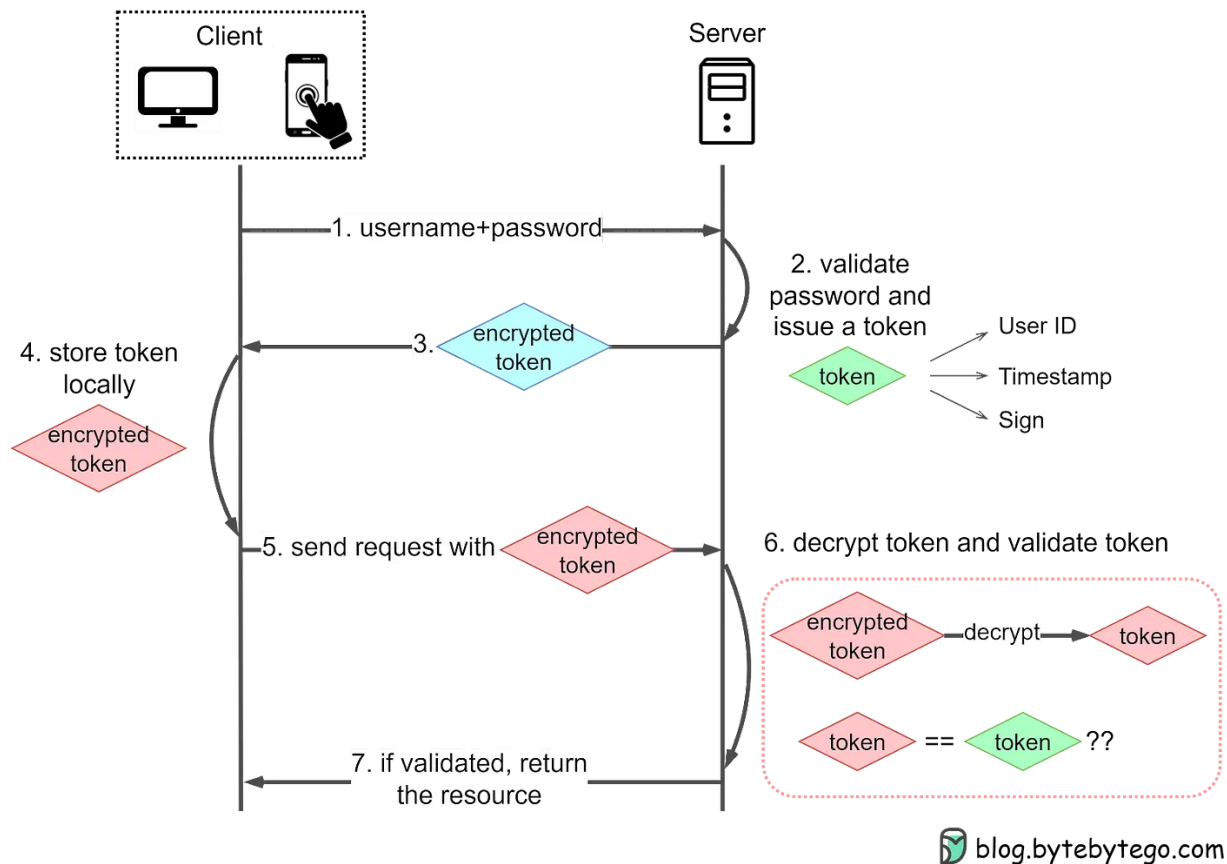 Client
Server
1. username+password
2. validate
password and
issue a token
token
User ID
Timestamp
Sign
3.
encrypted
token
4. store token
locally
encrypted
token
5. send request with
encrypted
token
6. decrypt token and validate token
encrypted
token
decrypt
token
token == token ??
7. if validated, return
the resource
blog.bytebytego.com